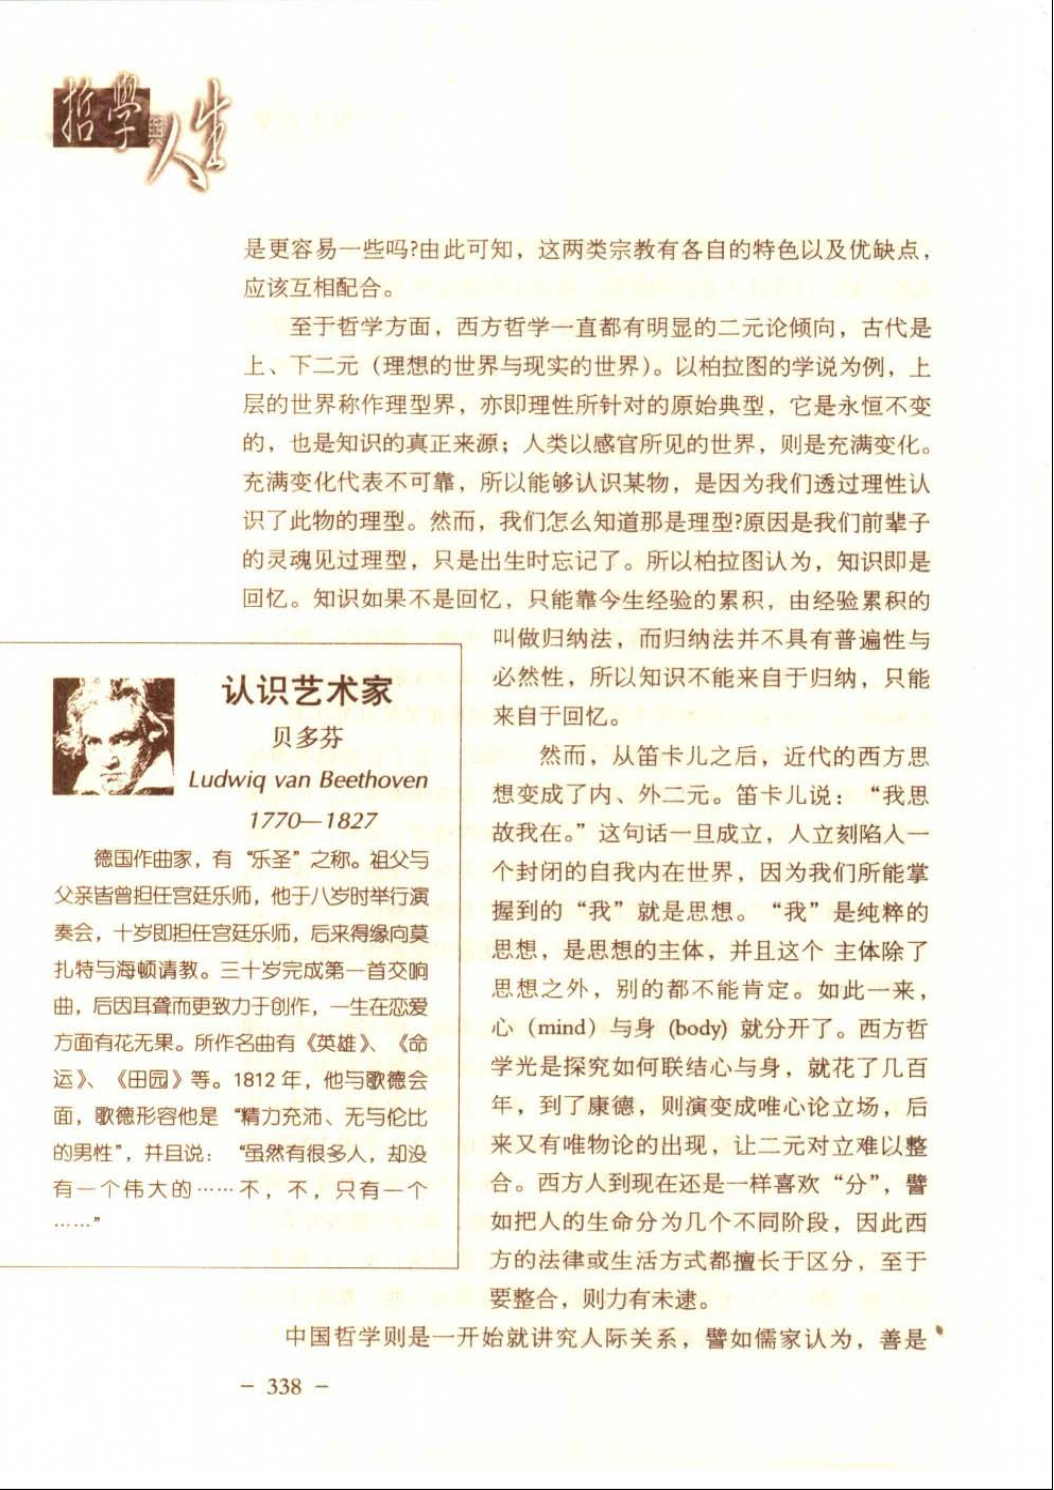 哲學與人生
是更容易一些吗?由此可知，这两类宗教有各自的特色以及优缺点，
应该互相配合。
至于哲学方面，西方哲学一直都有明显的二元论倾向，古代是
上、下二元（理想的世界与现实的世界）。以柏拉图的学说为例，上
层的世界称作理型界，亦即理性所针对的原始典型，它是永恒不变
的，也是知识的真正来源；人类以感官所见的世界，则是充满变化。
充满变化代表不可靠，所以能够认识某物，是因为我们透过理性认
识了此物的理型。然而，我们怎么知道那是理型?原因是我们前辈子
的灵魂见过理型，只是出生时忘记了。所以柏拉图认为，知识即是
回忆。知识如果不是回忆，只能靠今生经验的累积，由经验累积的
叫做归纳法，而归纳法并不具有普遍性与
必然性，所以知识不能来自于归纳，只能
来自于回忆。
然而，从笛卡儿之后，近代的西方思
想变成了内、外二元。笛卡儿说：“我思
故我在。”这句话一旦成立，人立刻陷入一
个封闭的自我内在世界，因为我们所能掌
握到的“我”就是思想。“我”是纯粹的
思想，是思想的主体，并且这个 主体除了
思想之外，别的都不能肯定。如此一来，
心（mind）与身 (body) 就分开了。西方哲
学光是探究如何联结心与身，就花了几百
年，到了康德，则演变成唯心论立场，后
来又有唯物论的出现，让二元对立难以整
合。西方人到现在还是一样喜欢“分”，譬
如把人的生命分为几个不同阶段，因此西
方的法律或生活方式都擅长于区分，至于
要整合，则力有未逮。
中国哲学则是一开始就讲究人际关系，譬如儒家认为，善是
认识艺术家
贝多芬
Ludwiq van Beethoven
1770—1827
德国作曲家，有“乐圣”之称。祖父与
父亲皆曾担任宫廷乐师，他于八岁时举行演
奏会，十岁即担任宫廷乐师，后来得缘向莫
扎特与海顿请教。三十岁完成第一首交响
曲，后因耳聋而更致力于创作，一生在恋爱
方面有花无果。所作名曲有《英雄》、《命
运》、《田园》等。1812 年，他与歌德会
面，歌德形容他是“精力充沛、无与伦比
的男性”，并且说：“虽然有很多人，却没
有一个伟大的……不，不，只有一个
……”
– 338 –